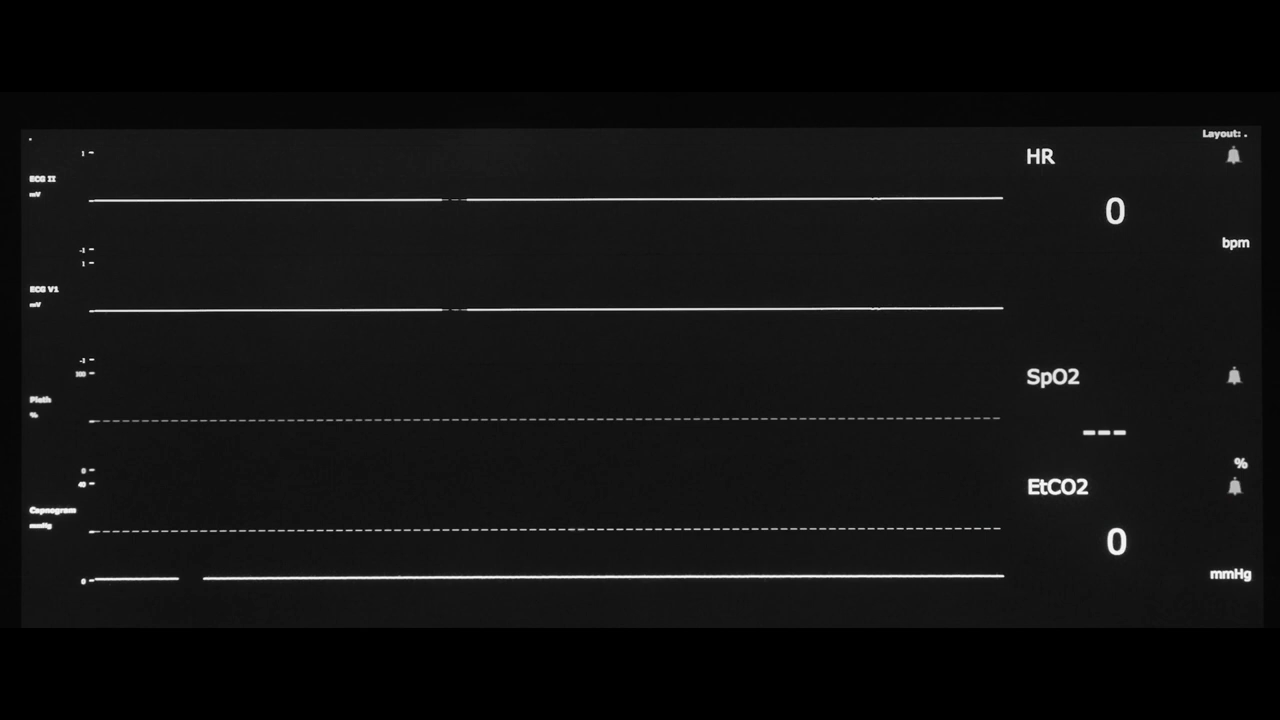 Layout: .
1
HR
ECG II
mV
0
-1
bpm
1
ECG V1
mV
-1
100
SpO2
Pleth
%
---
0
%
40
EtCO2
Capnogram
mmHg
0
mmHg
0